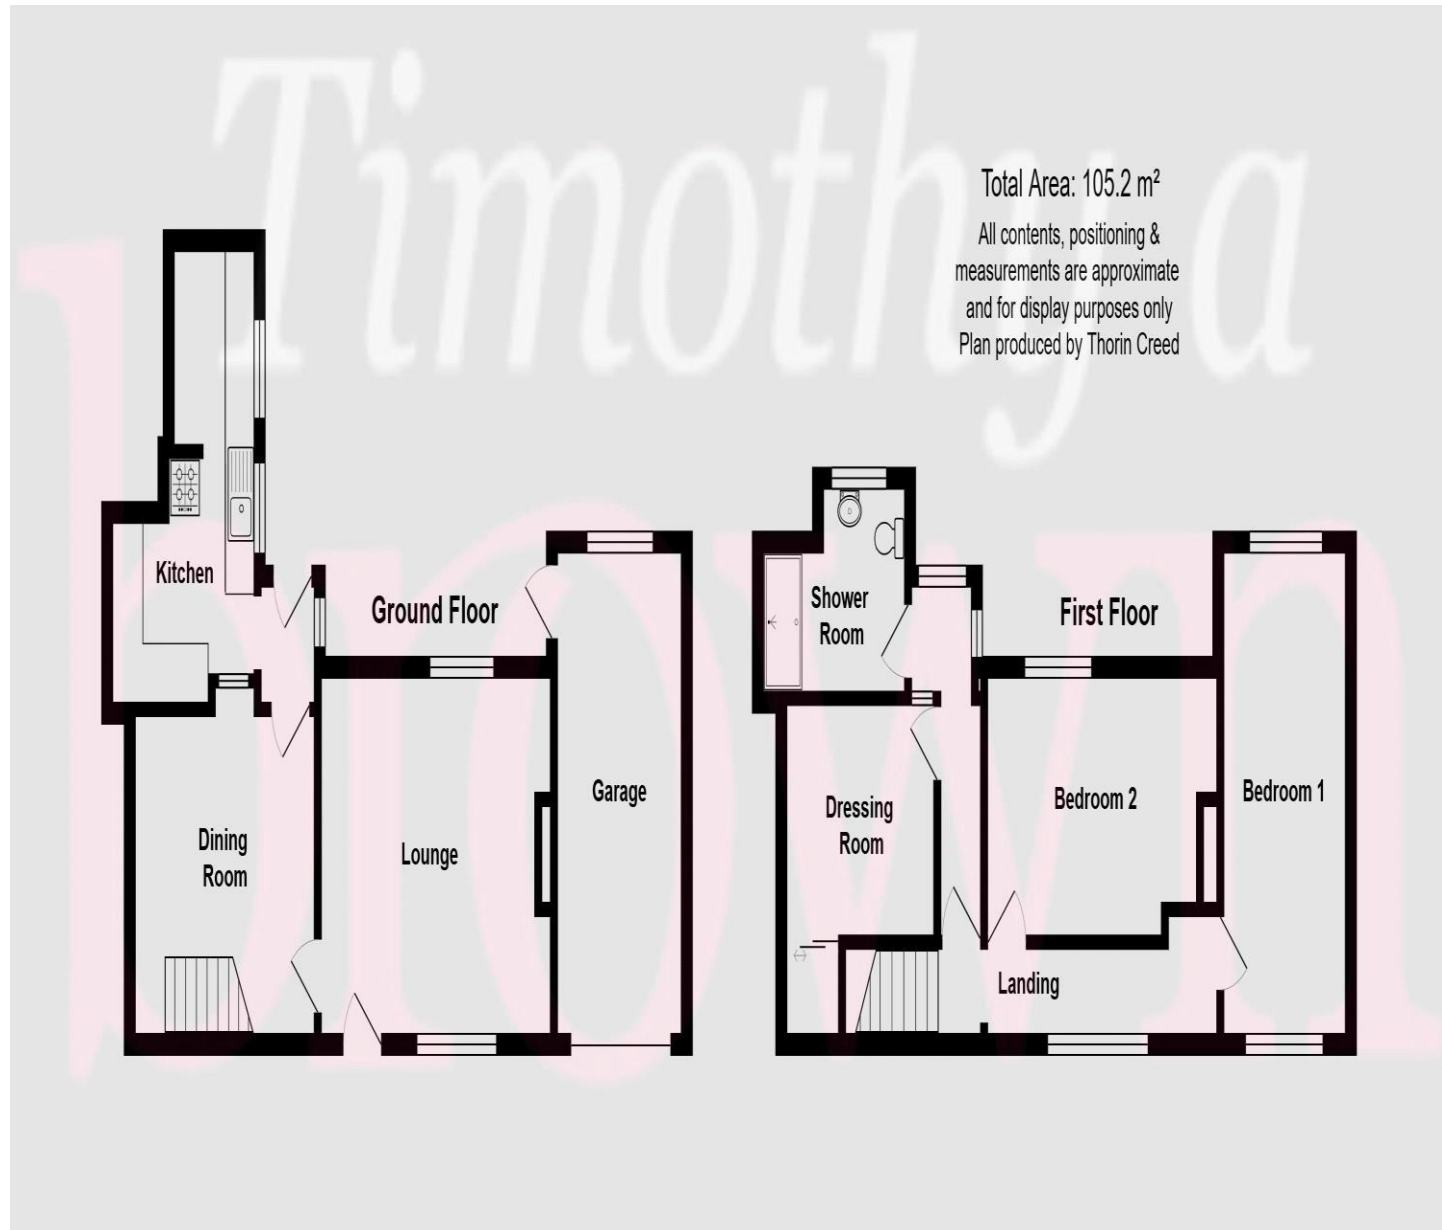 Timothy a
brown
Total Area: 105.2 m²
All contents, positioning &
measurements are approximate
and for display purposes only
Plan produced by Thorin Creed
Kitchen
Ground Floor
Dining
Room
Lounge
Garage
Shower
Room
First Floor
Dressing
Room
Bedroom 2
Bedroom 1
Landing